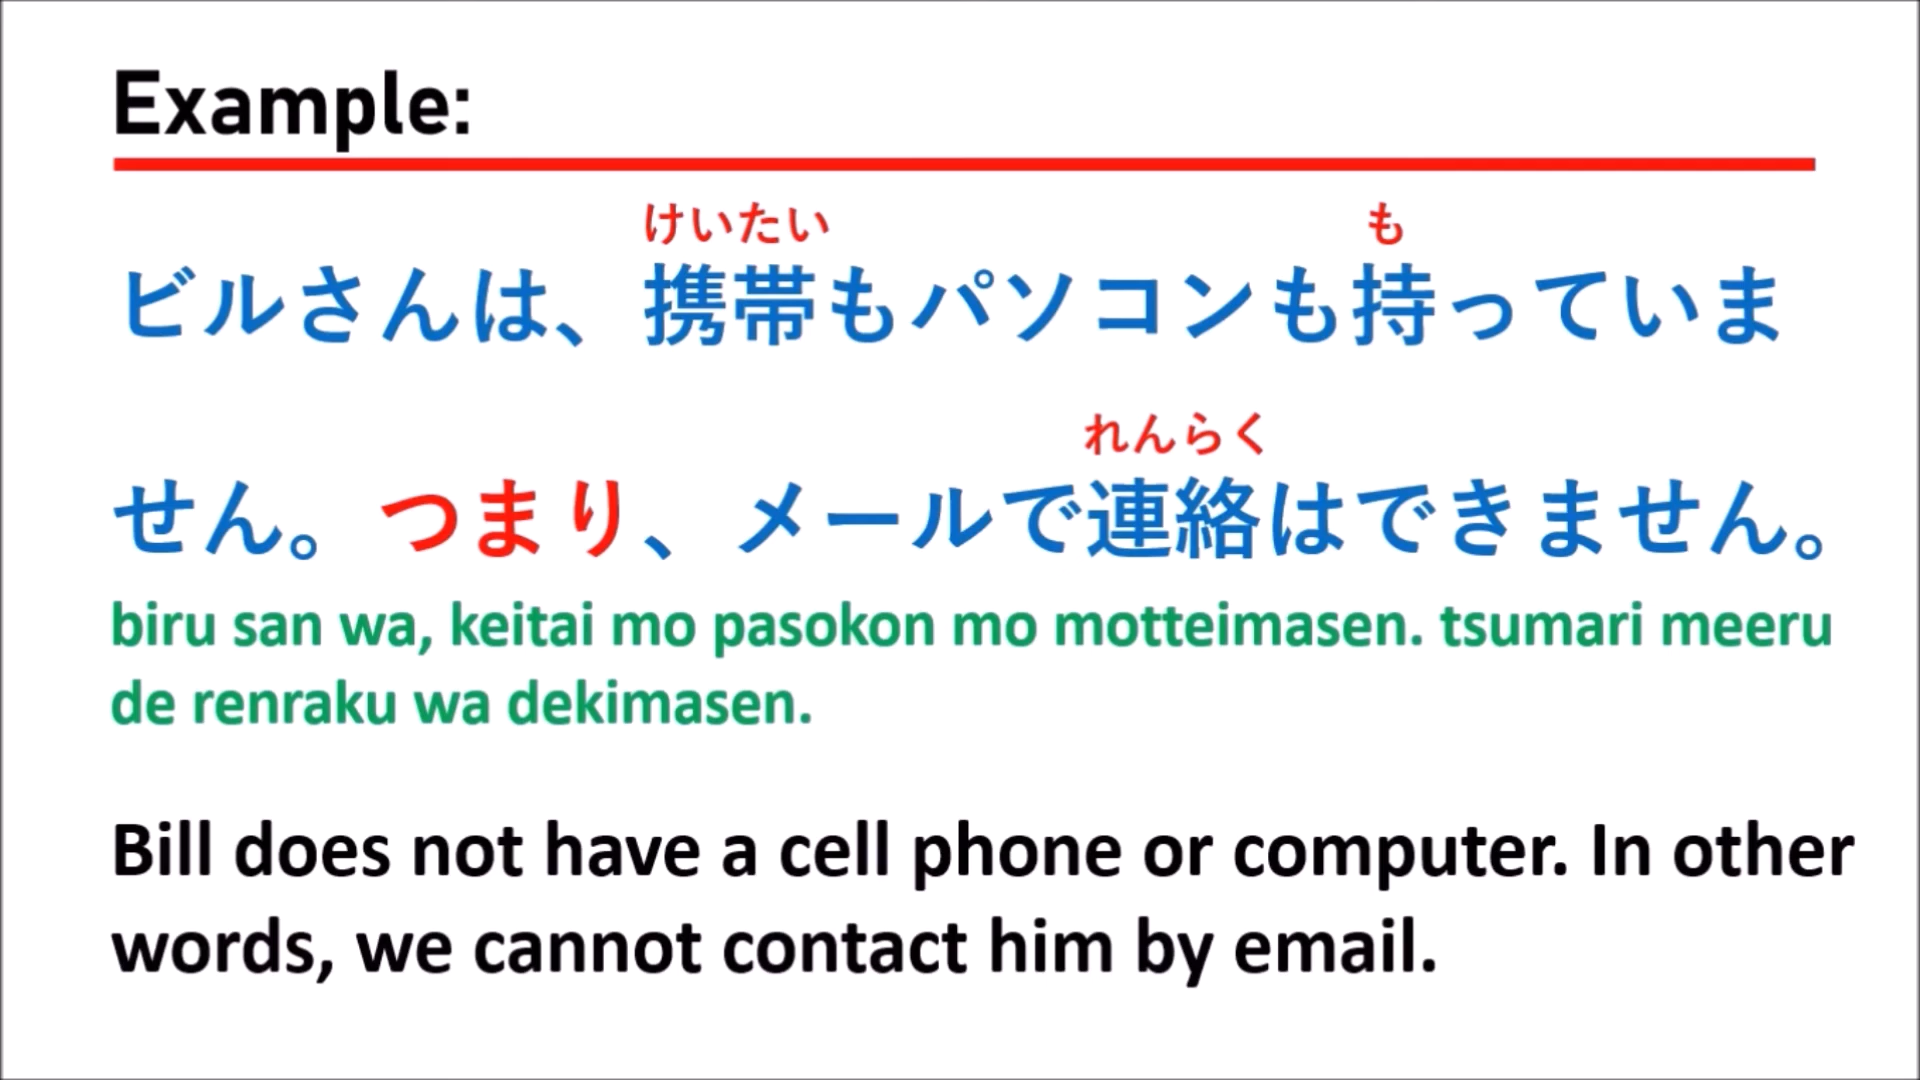 Example:
けいたい も
ビルさんは、携帯もパソコンも持っていま
れんらく
せん。つまり、メールで連絡はできません。
biru san wa, keitai mo pasokon mo motteimasen. tsumari meeru
de renraku wa dekimasen.
Bill does not have a cell phone or computer. In other
words, we cannot contact him by email.